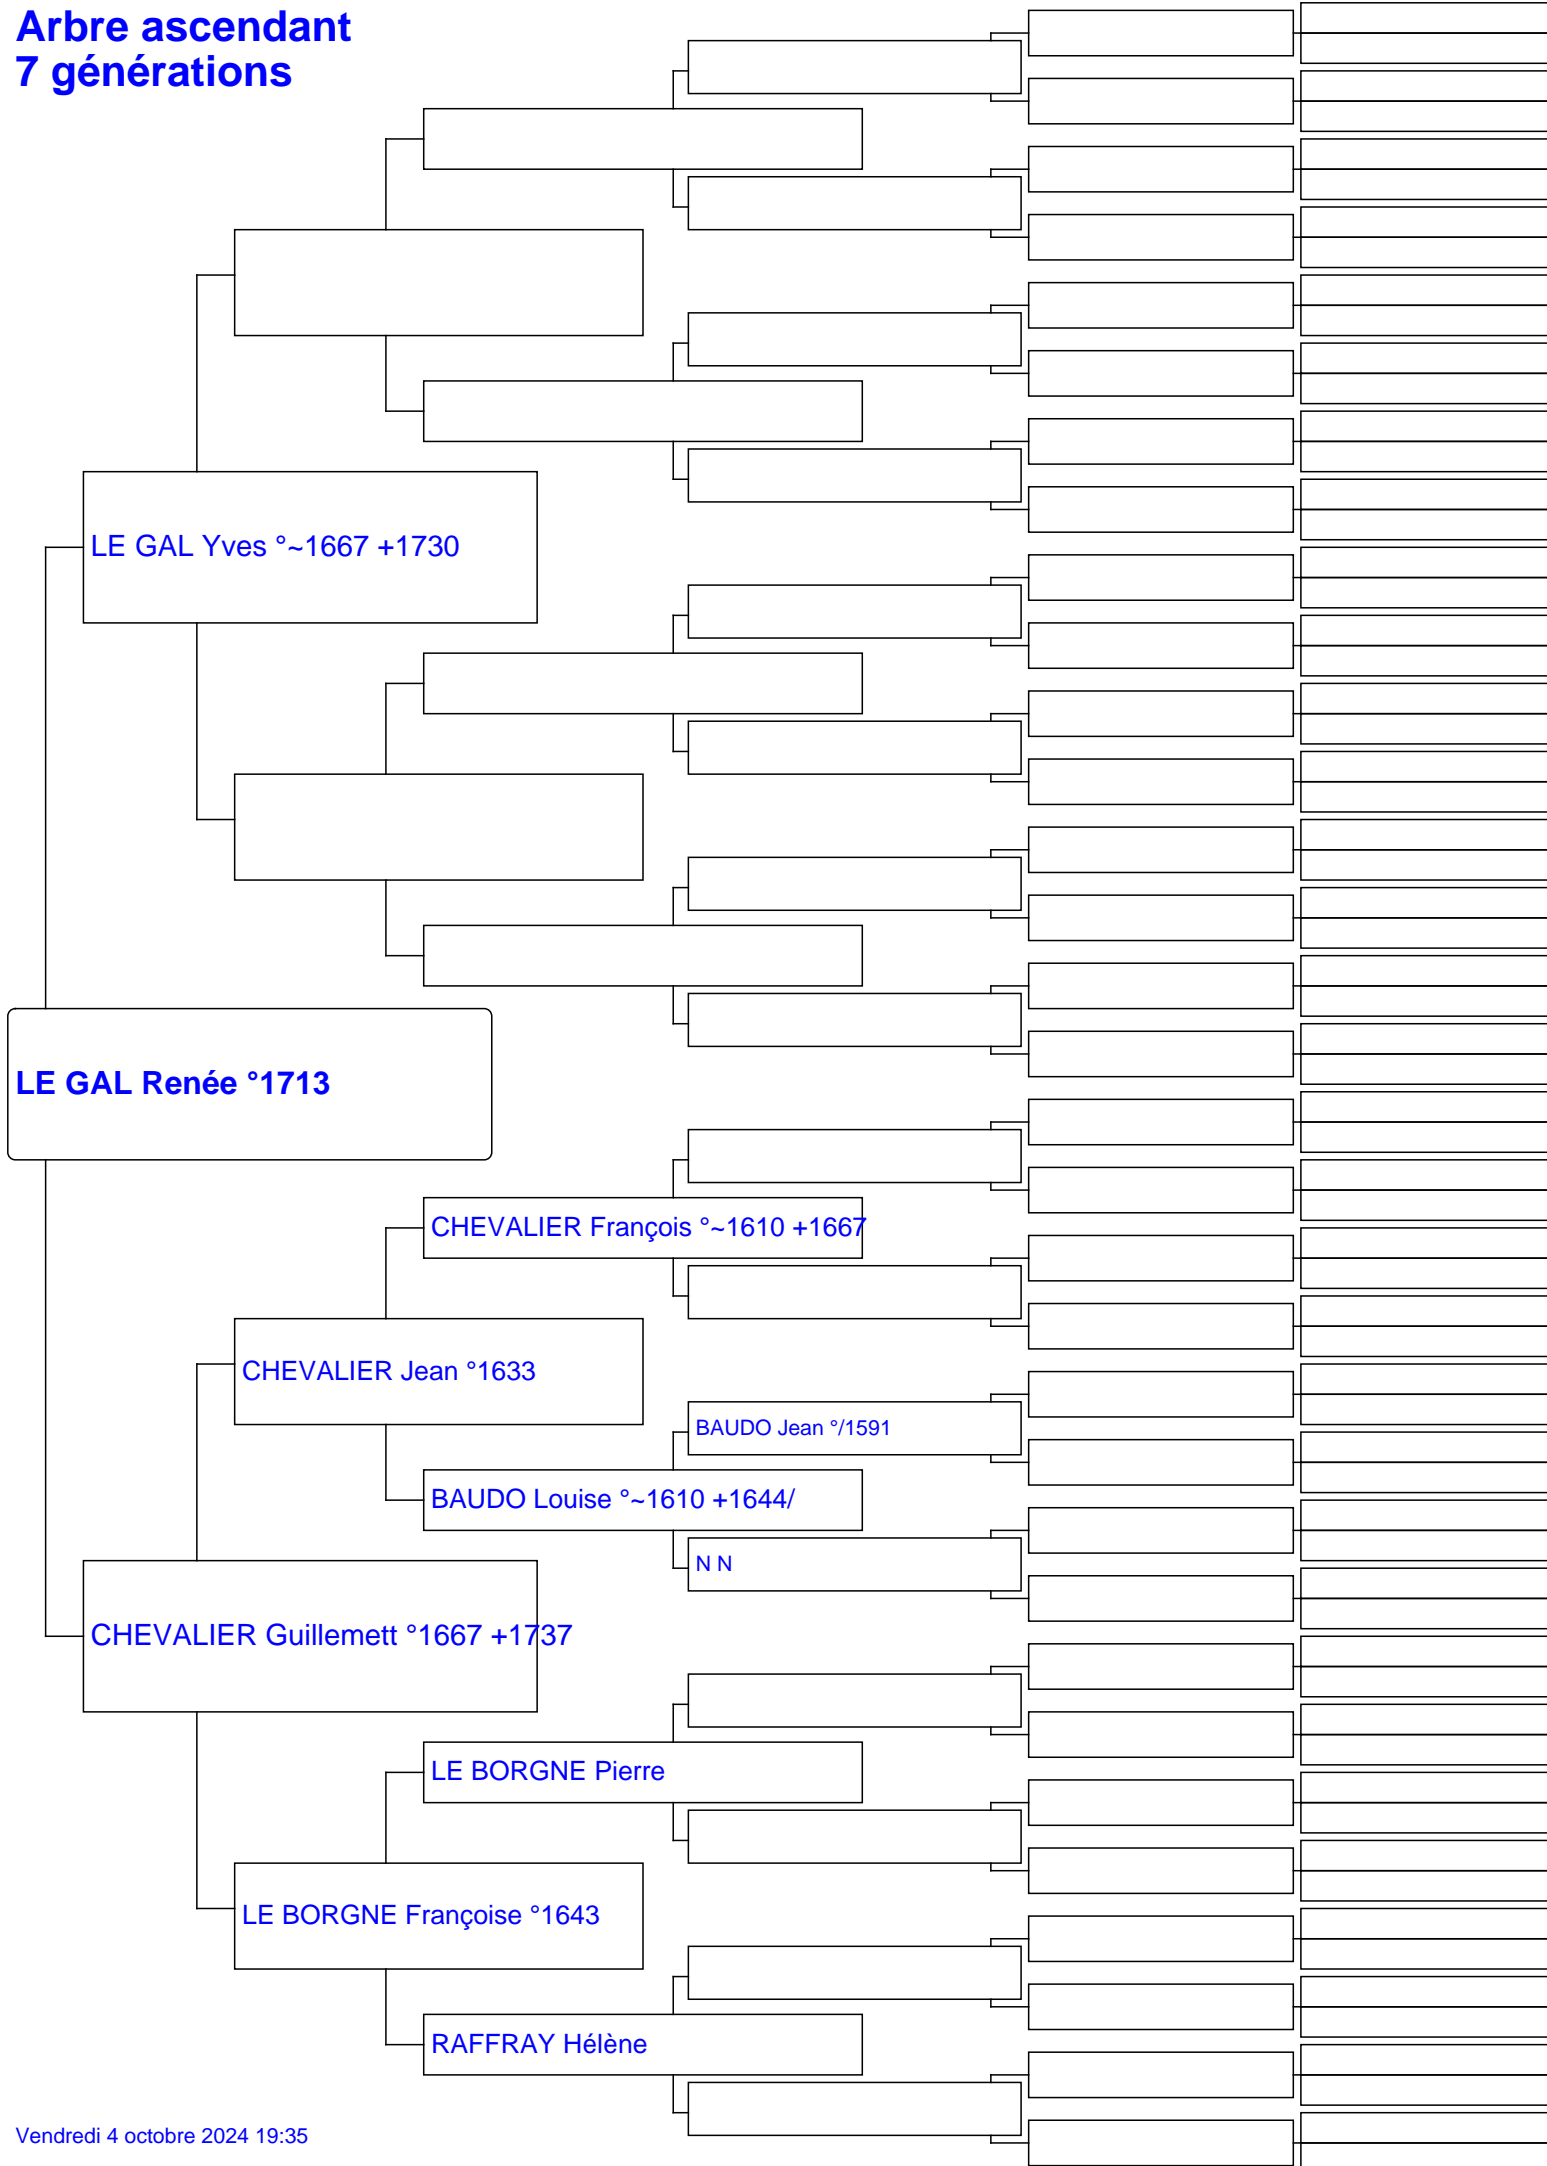 Arbre ascendant
7 générations
LE GAL Yves °~1667 +1730
LE GAL Renée °1713
CHEVALIER François °~1610 +1667
CHEVALIER Jean °1633
BAUDO Jean °/1591
BAUDO Louise °~1610 +1644/
N N
CHEVALIER Guillemett °1667 +1737
LE BORGNE Pierre
LE BORGNE Françoise °1643
RAFFRAY Hélène
Vendredi 4 octobre 2024 19:35